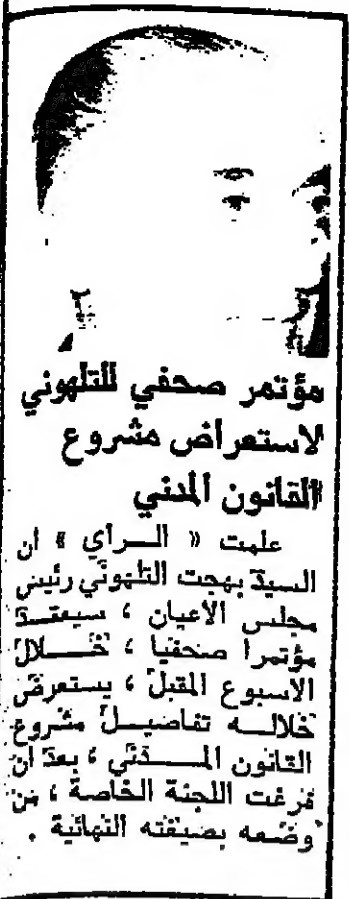 مؤتمر صحفي للتلهوني
لاستعراض مشروع
القانون المدني
علمت « الـرأي » ان
السيد بهجت التلهوني رئيس
مجلس الاعيان ، سيعقد
مؤتمرا صحفيا ، خلال
الاسبوع المقبل ، يستعرض
خلاله تفاصيل مشروع
القانون المدني ، بعد ان
فرغت اللجنة الخاصة ، من
وضعه بصيغته النهائية .